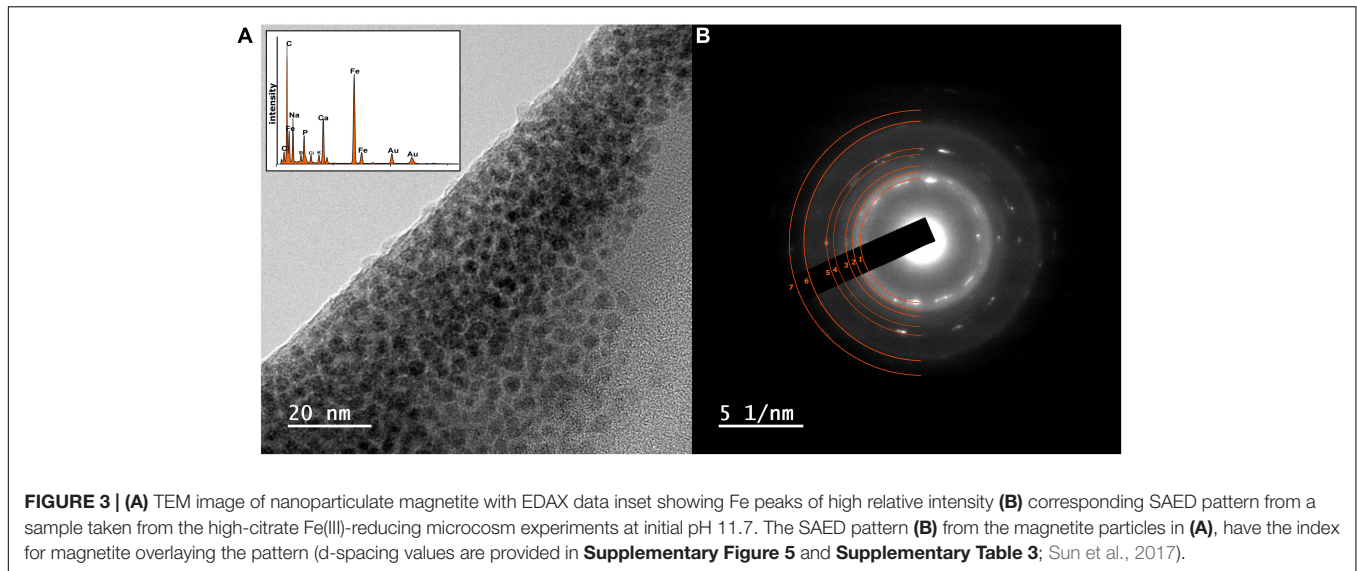 A
B
C
Fe
Na
Fe
Ca
P
O
Si
Cl
K
Fe
Au
Au
intensity
20 nm
7 6 5 4 3 2 1
5 1/nm
FIGURE 3 | (A) TEM image of nanoparticulate magnetite with EDAX data inset showing Fe peaks of high relative intensity (B) corresponding SAED pattern from a
sample taken from the high-citrate Fe(III)-reducing microcosm experiments at initial pH 11.7. The SAED pattern (B) from the magnetite particles in (A), have the index
for magnetite overlaying the pattern (d-spacing values are provided in Supplementary Figure 5 and Supplementary Table 3; Sun et al., 2017).